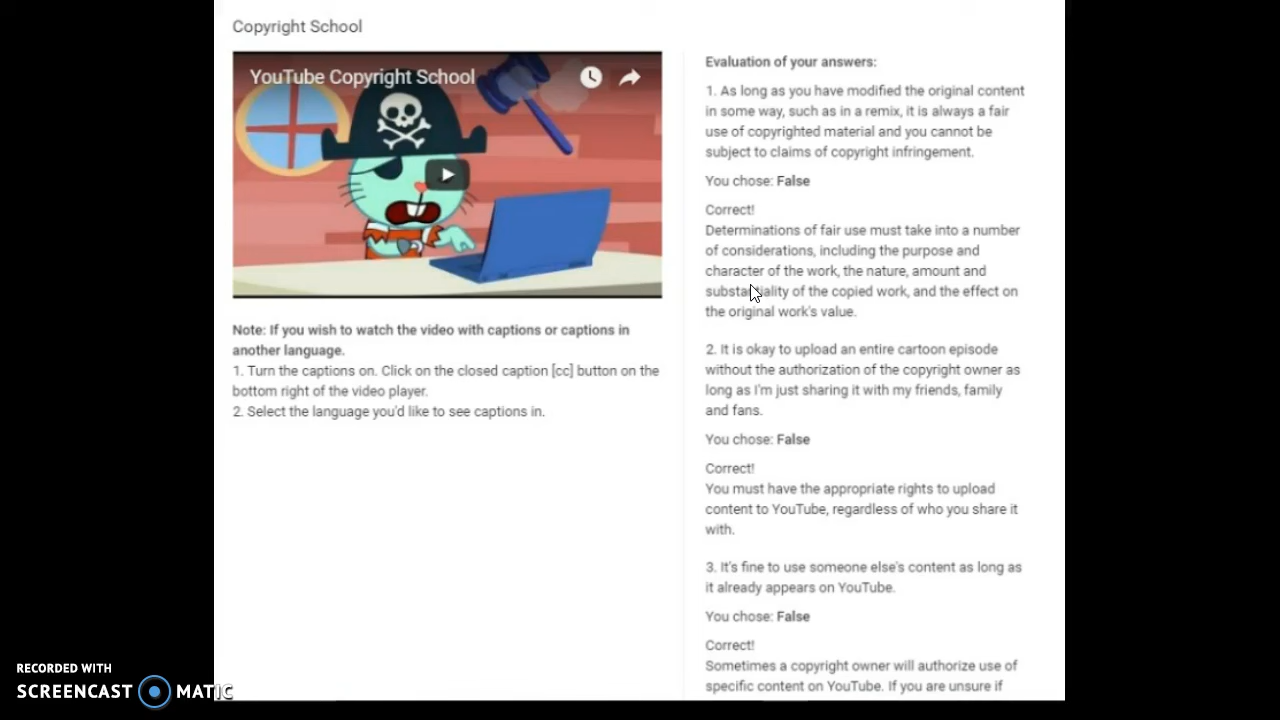 Copyright School
YouTube Copyright School
Note: If you wish to watch the video with captions or captions in
another language.
1. Turn the captions on. Click on the closed caption [cc] button on the
bottom right of the video player.
2. Select the language you'd like to see captions in.
Evaluation of your answers:
1. As long as you have modified the original content
in some way, such as in a remix, it is always a fair
use of copyrighted material and you cannot be
subject to claims of copyright infringement.
You chose: False
Correct!
Determinations of fair use must take into a number
of considerations, including the purpose and
character of the work, the nature, amount and
substantiality of the copied work, and the effect on
the original work's value.
2. It is okay to upload an entire cartoon episode
without the authorization of the copyright owner as
long as I'm just sharing it with my friends, family
and fans.
You chose: False
Correct!
You must have the appropriate rights to upload
content to YouTube, regardless of who you share it
with.
3. It's fine to use someone else's content as long as
it already appears on YouTube.
You chose: False
Correct!
Sometimes a copyright owner will authorize use of
specific content on YouTube. If you are unsure if
RECORDED WITH
SCREENCAST MATIC